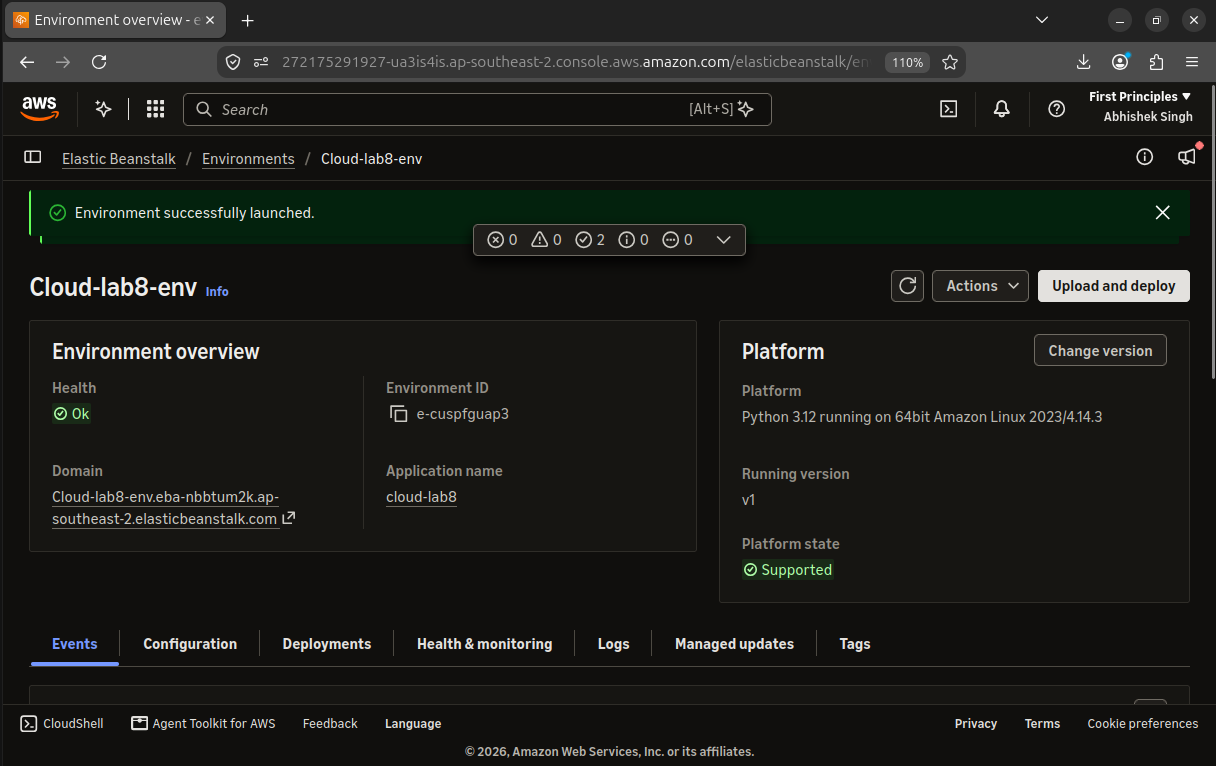 Environment overview - e
272175291927-ua3is4is.ap-southeast-2.console.aws.amazon.com/elasticbeanstalk/en
110%
aws
Search
[Alt+S]
First Principles
Abhishek Singh
Elastic Beanstalk / Environments / Cloud-lab8-env
Environment successfully launched.
0 0 2 0 0
Cloud-lab8-env Info
Actions
Upload and deploy
Environment overview
Health
Ok
Environment ID
e-cuspfguap3
Domain
Cloud-lab8-env.eba-nbbtum2k.ap-
southeast-2.elasticbeanstalk.com
Application name
cloud-lab8
Platform
Change version
Platform
Python 3.12 running on 64bit Amazon Linux 2023/4.14.3
Running version
v1
Platform state
Supported
Events Configuration Deployments Health & monitoring Logs Managed updates Tags
CloudShell Agent Toolkit for AWS Feedback Language Privacy Terms Cookie preferences
© 2026, Amazon Web Services, Inc. or its affiliates.